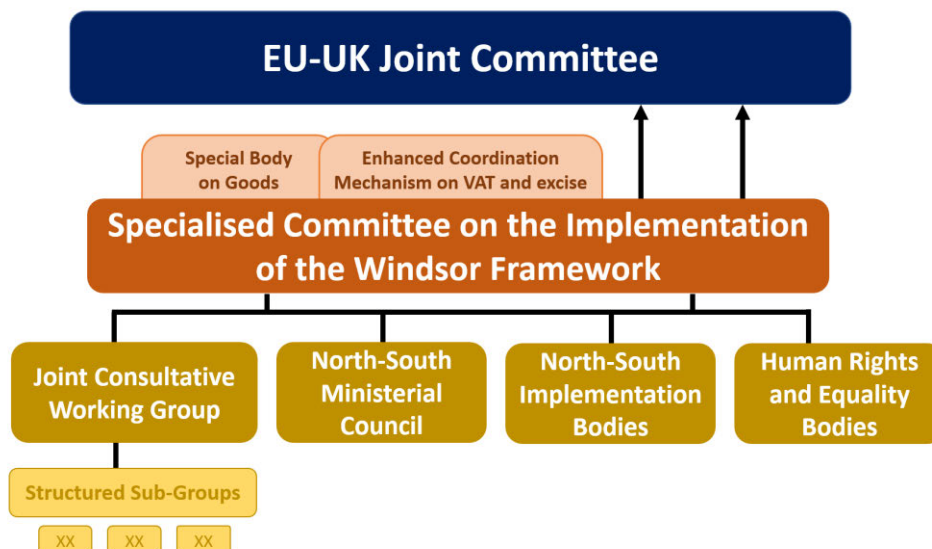 EU-UK Joint Committee
Special Body
on Goods
Enhanced Coordination
Mechanism on VAT and excise
Specialised Committee on the Implementation
of the Windsor Framework
Joint Consultative
Working Group
North-South
Ministerial
Council
North-South
Implementation
Bodies
Human Rights
and Equality
Bodies
Structured Sub-Groups
XX
XX
XX